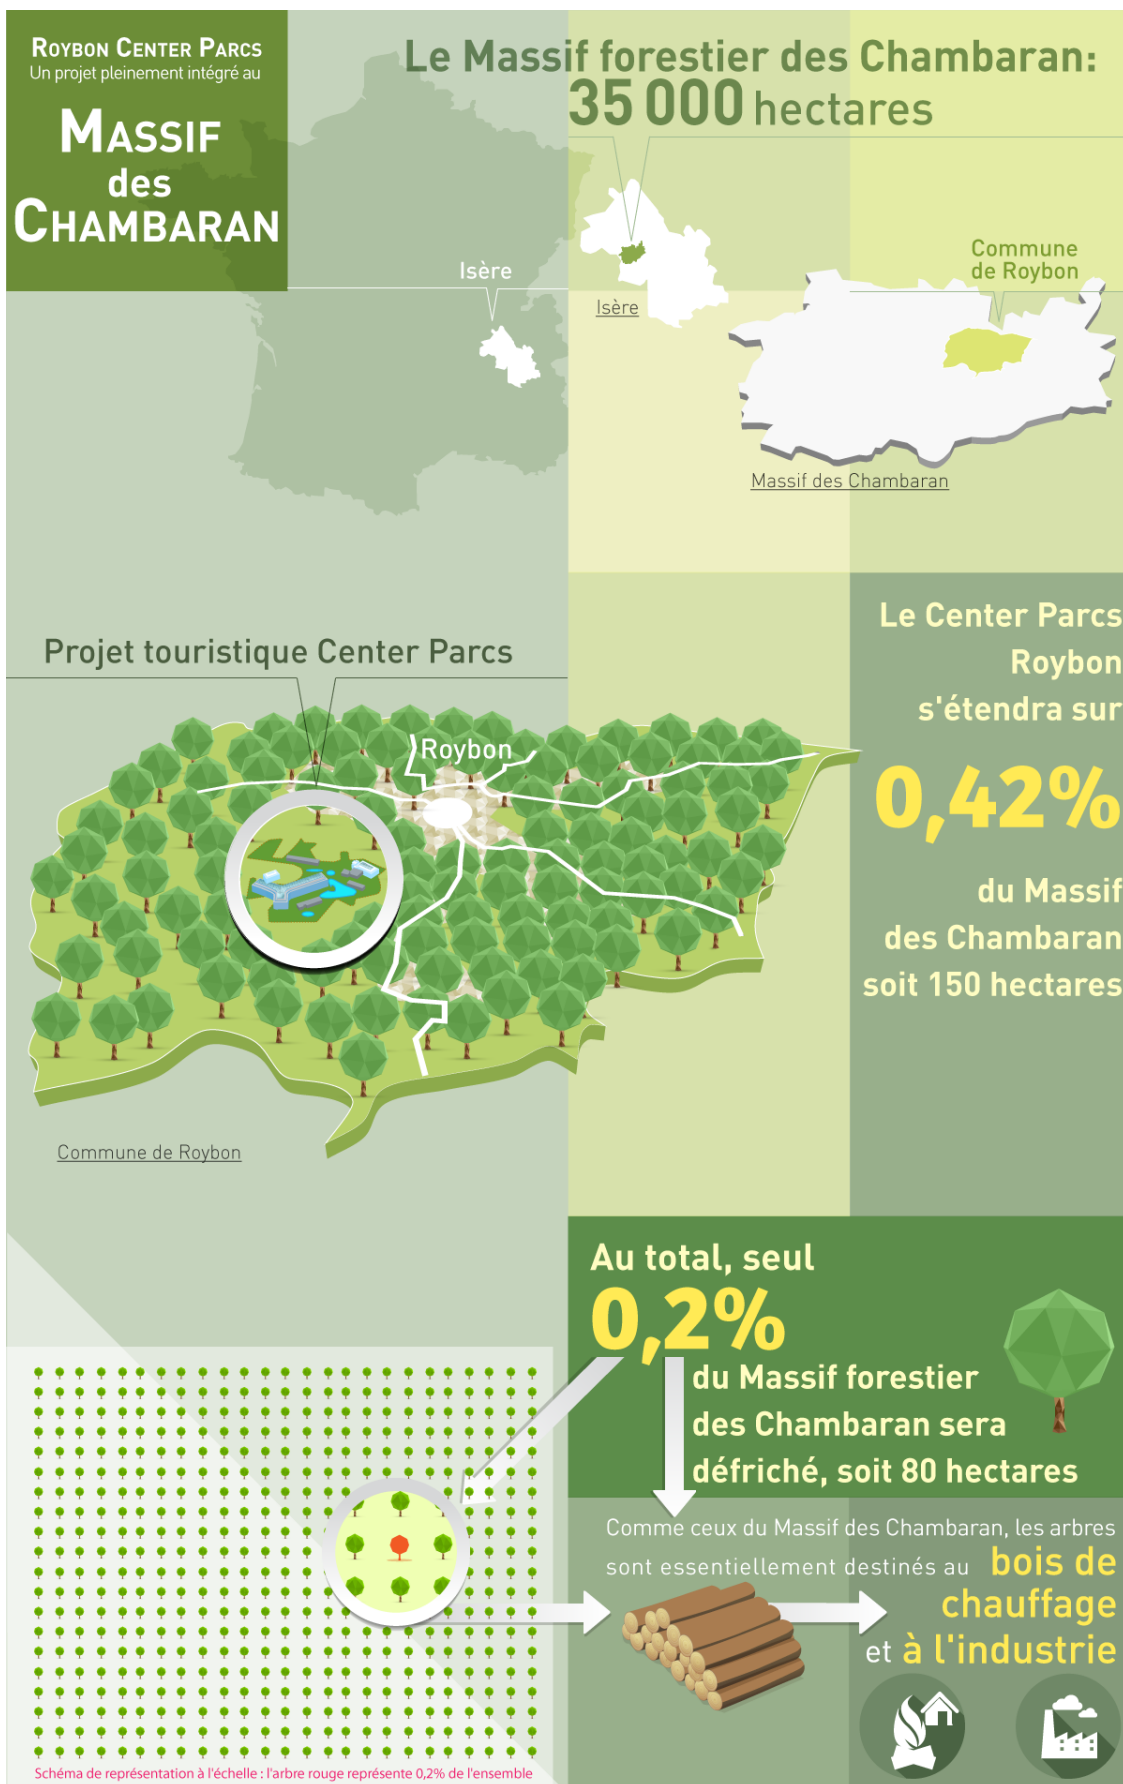 ROYBON CENTER PARCS
Un projet pleinement intégré au
MASSIF
des
CHAMBARAN
Le Massif forestier des Chambaran:
35 000 hectares
Isère
Isère
Commune
de Roybon
Massif des Chambaran
Projet touristique Center Parcs
Roybon
Commune de Roybon
Le Center Parcs
Roybon
s'étendra sur
0,42%
du Massif
des Chambaran
soit 150 hectares
Au total, seul
0,2%
du Massif forestier
des Chambaran sera
défriché, soit 80 hectares
Comme ceux du Massif des Chambaran, les arbres
sont essentiellement destinés au bois de
chauffage
et à l'industrie
Schéma de représentation à l'échelle : l'arbre rouge représente 0,2% de l'ensemble